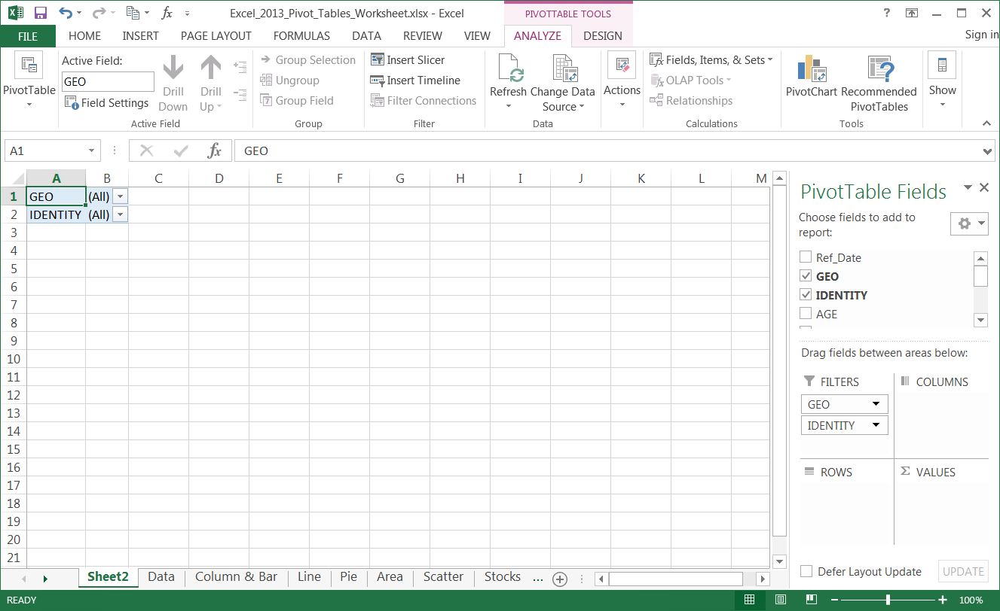 Excel_2013_Pivot_Tables_Worksheet.xlsx - Excel
PIVOTTABLE TOOLS
?
FILE HOME INSERT PAGE LAYOUT FORMULAS DATA REVIEW VIEW ANALYZE DESIGN
Sign in
PivotTable
Active Field:
GEO
Field Settings
Drill
Down
Drill
Up
Active Field
Group Selection
Ungroup
Group Field
Group
Insert Slicer
Insert Timeline
Filter Connections
Filter
Refresh
Change Data
Source
Data
Actions
Fields, Items, & Sets
OLAP Tools
Relationships
Calculations
PivotChart
Recommended
PivotTables
Tools
Show
A1
fx
GEO
A B C D E F G H I J K L M
1 GEO (All)
2 IDENTITY (All)
3
4
5
6
7
8
9
10
11
12
13
14
15
16
17
18
19
20
21
PivotTable Fields
Choose fields to add to
report:
Ref_Date
GEO
IDENTITY
AGE
Drag fields between areas below:
FILTERS
GEO
IDENTITY
COLUMNS
ROWS
Σ VALUES
Defer Layout Update
UPDATE
Sheet2 Data Column & Bar Line Pie Area Scatter Stocks ...
READY
100%